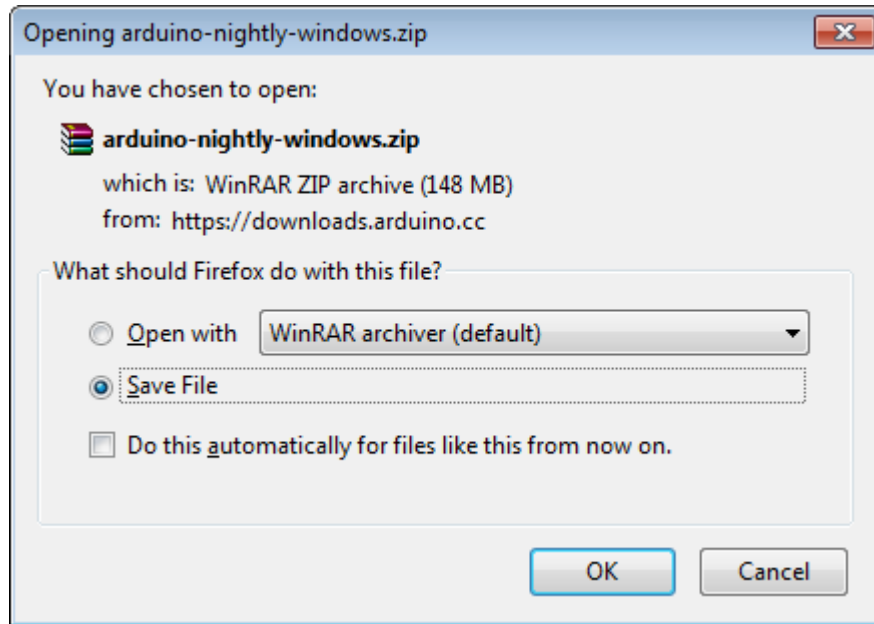 Opening arduino-nightly-windows.zip
You have chosen to open:
arduino-nightly-windows.zip
which is: WinRAR ZIP archive (148 MB)
from: https://downloads.arduino.cc
What should Firefox do with this file?
Open with WinRAR archiver (default)
Save File
Do this automatically for files like this from now on.
OK Cancel